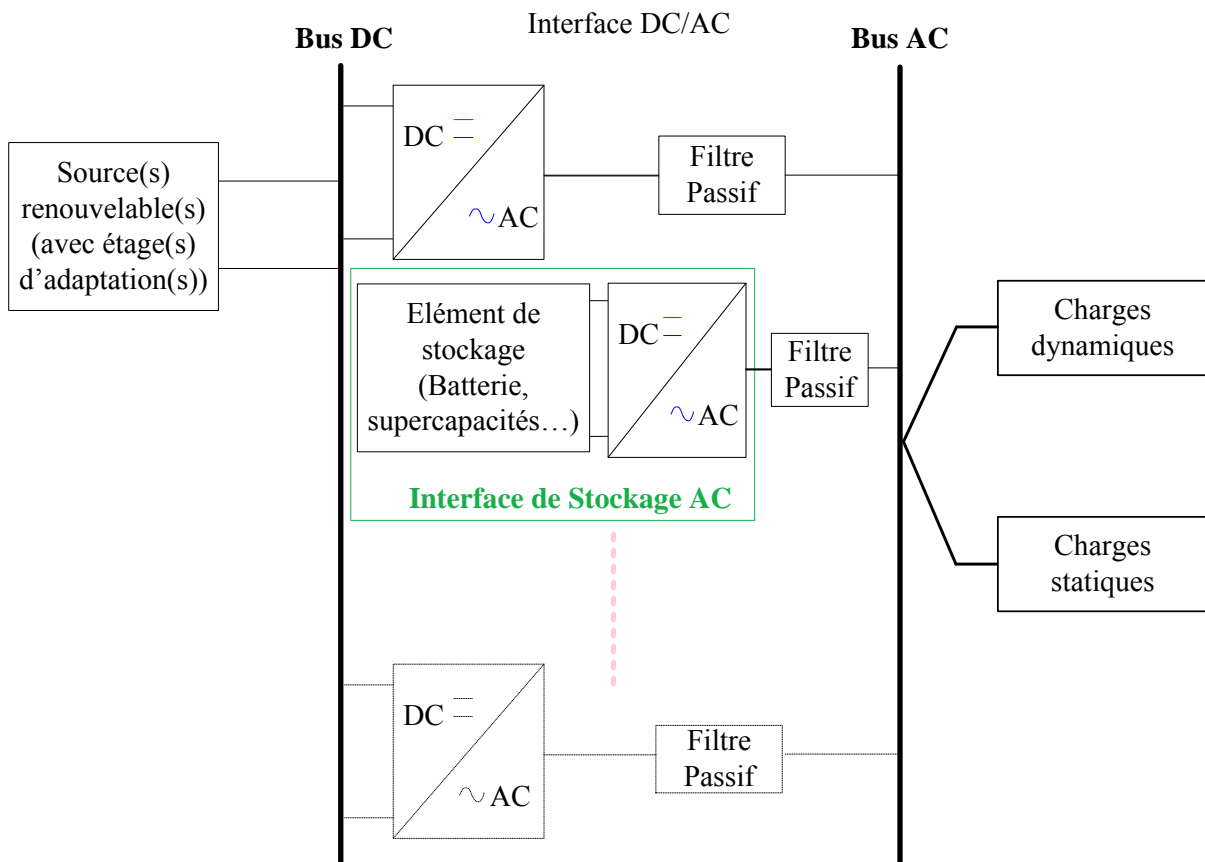 Interface DC/AC
Bus DC
Bus AC
DC
AC
Filtre
Passif
Source(s)
renouvelable(s)
(avec étage(s)
d’adaptation(s))
Elément de
stockage
(Batterie,
supercapacités…)
DC
AC
Filtre
Passif
Interface de Stockage AC
Charges
dynamiques
Charges
statiques
DC
AC
Filtre
Passif